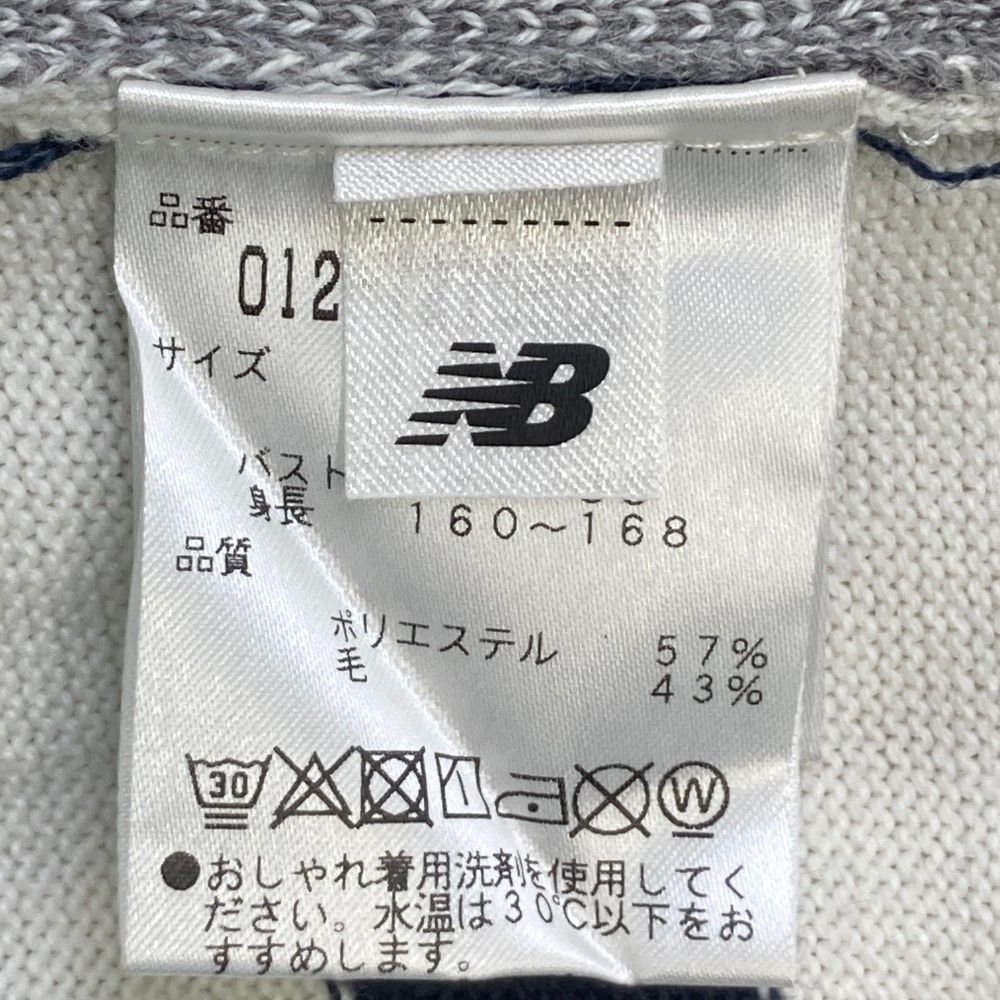 品番
012
サイズ
NB
バスト
身長 160～168
品質
ポリエステル 57%
毛 43%
30
W
●おしゃれ着用洗剤を使用してく
ださい。水温は30℃以下をお
すすめします。